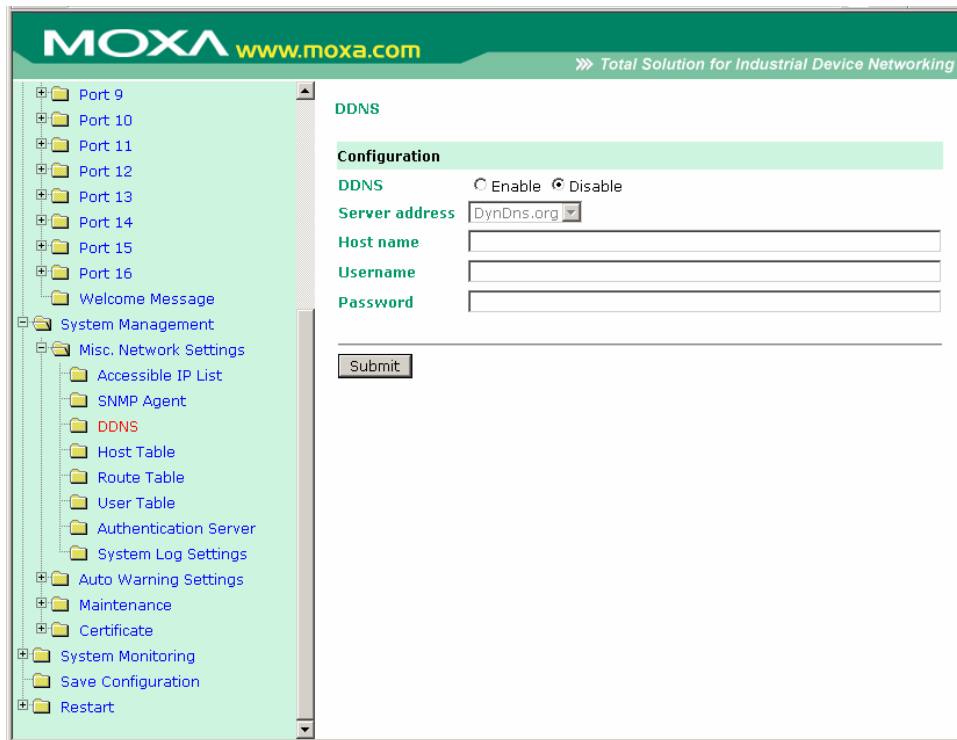 MOXA www.moxa.com
Total Solution for Industrial Device Networking
Port 9
Port 10
Port 11
Port 12
Port 13
Port 14
Port 15
Port 16
Welcome Message
System Management
Misc. Network Settings
Accessible IP List
SNMP Agent
DDNS
Host Table
Route Table
User Table
Authentication Server
System Log Settings
Auto Warning Settings
Maintenance
Certificate
System Monitoring
Save Configuration
Restart
DDNS
Configuration
DDNS Enable Disable
Server address DynDns.org
Host name
Username
Password
Submit